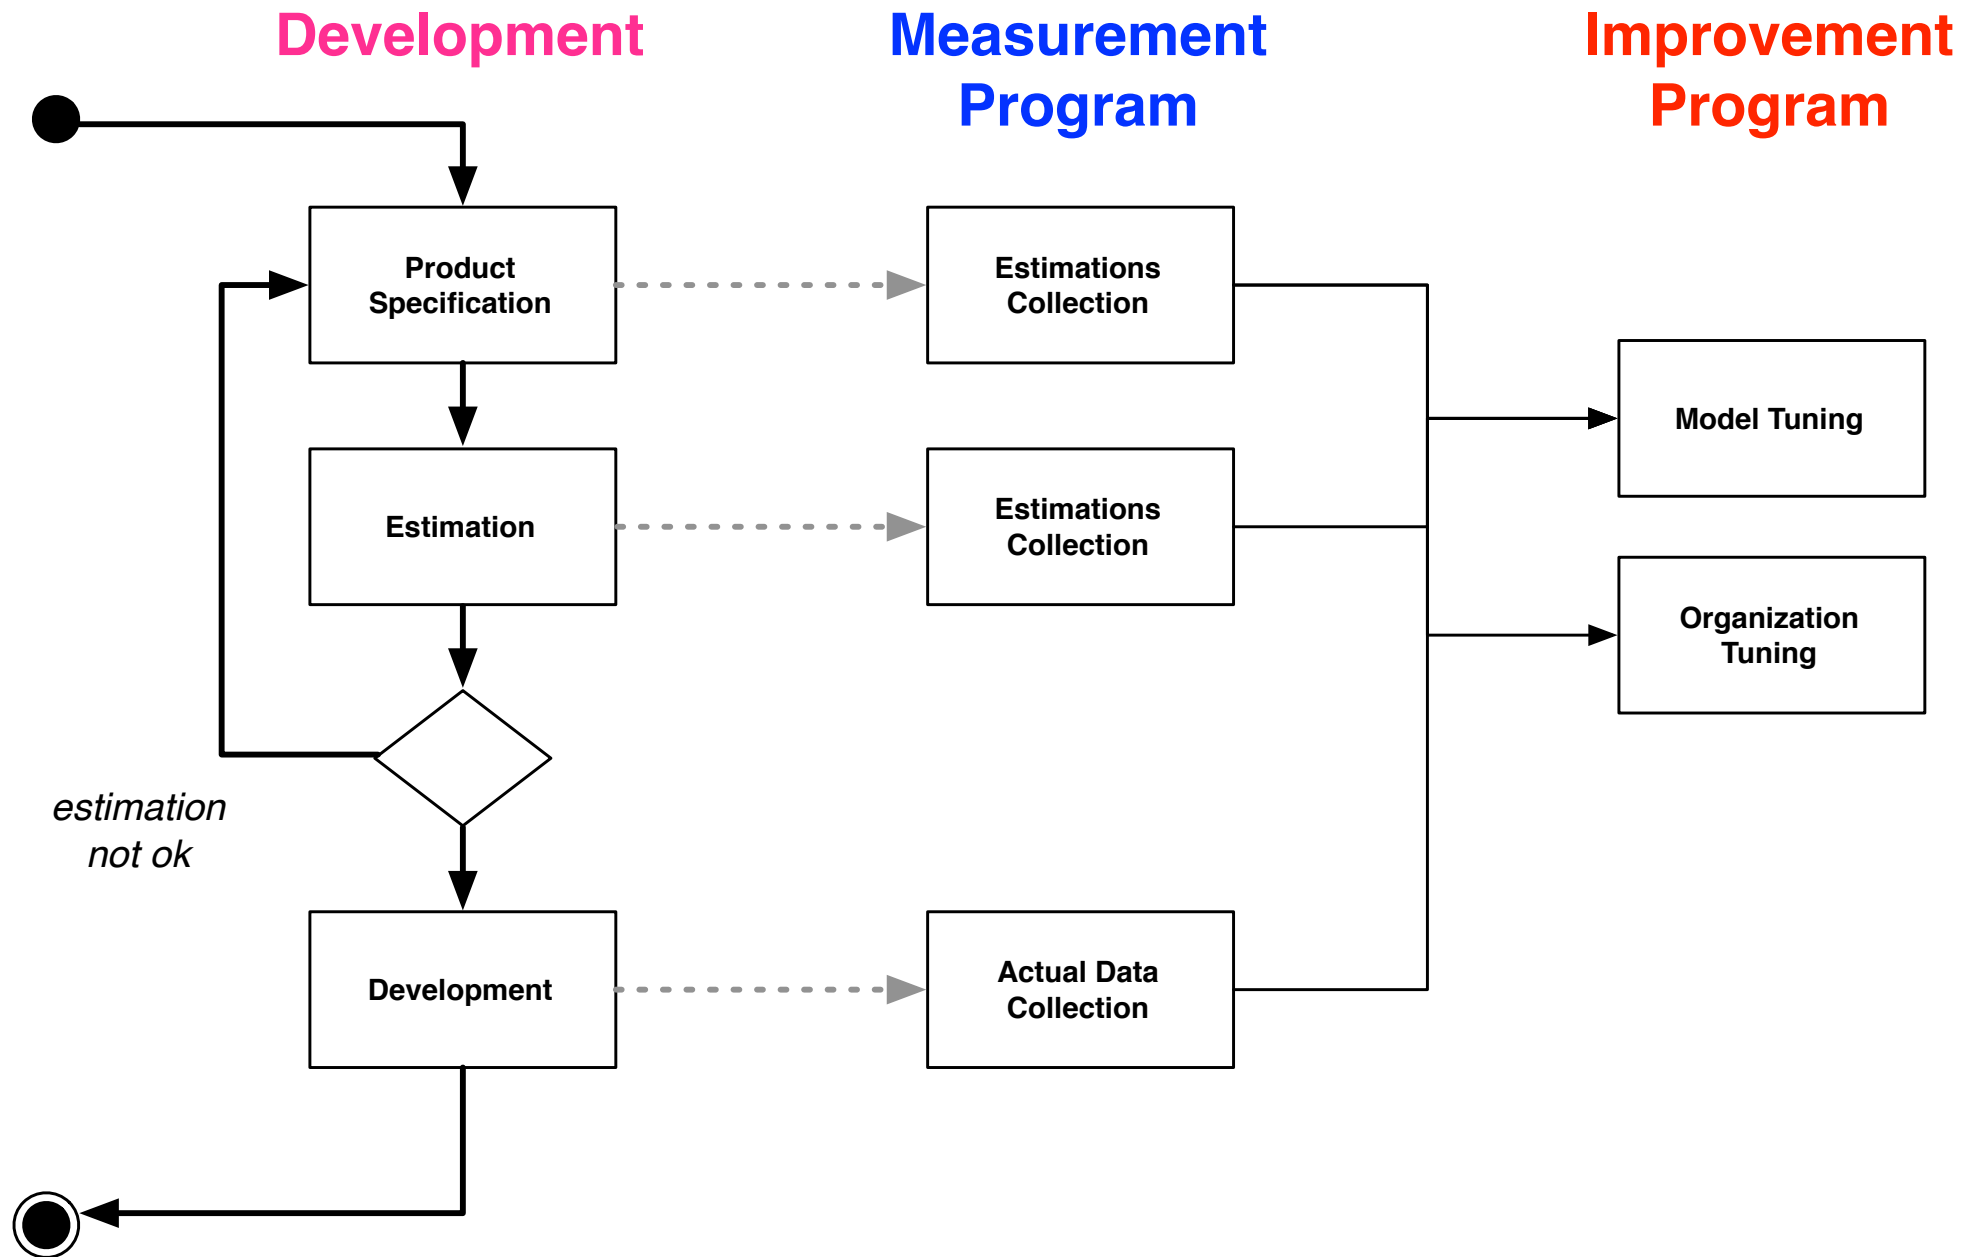 Development
Measurement
Program
Improvement
Program
Product
Specification
Estimations
Collection
Model Tuning
Estimation
Estimations
Collection
Organization
Tuning
estimation
not ok
Development
Actual Data
Collection